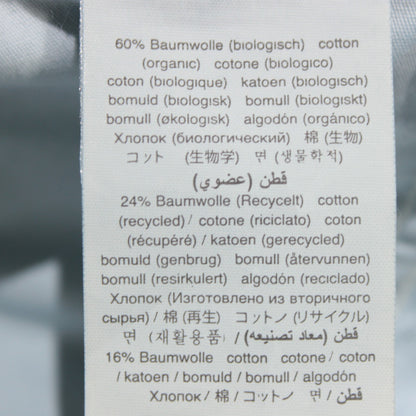 60% Baumwolle (biologisch) cotton
(organic) cotone (biologico)
coton (biologique) katoen (biologisch)
bomuld (biologisk) bomull (biologiskt)
bomull (økologisk) algodón (orgánico)
Хлопок (биологический) 棉 (生物)
コット (生物学) 면 (생물학적)
قطن (عضوي)
24% Baumwolle (Recycelt) cotton
(recycled) / cotone (riciclato) coton
(récupéré) / katoen (gerecycled)
bomuld (genbrug) bomull (återvunnen)
bomull (resirkulert) algodón (reciclado)
Хлопок (Изготовлено из вторичного
сырья) / 棉 (再生) コットノ (リサイクル)
면 (재활용품) / قطن (معاد تصنيعه)
16% Baumwolle cotton cotone / coton
/ katoen / bomuld / bomull / algodón
Хлопок / 棉 / コットノ 면 / قطن